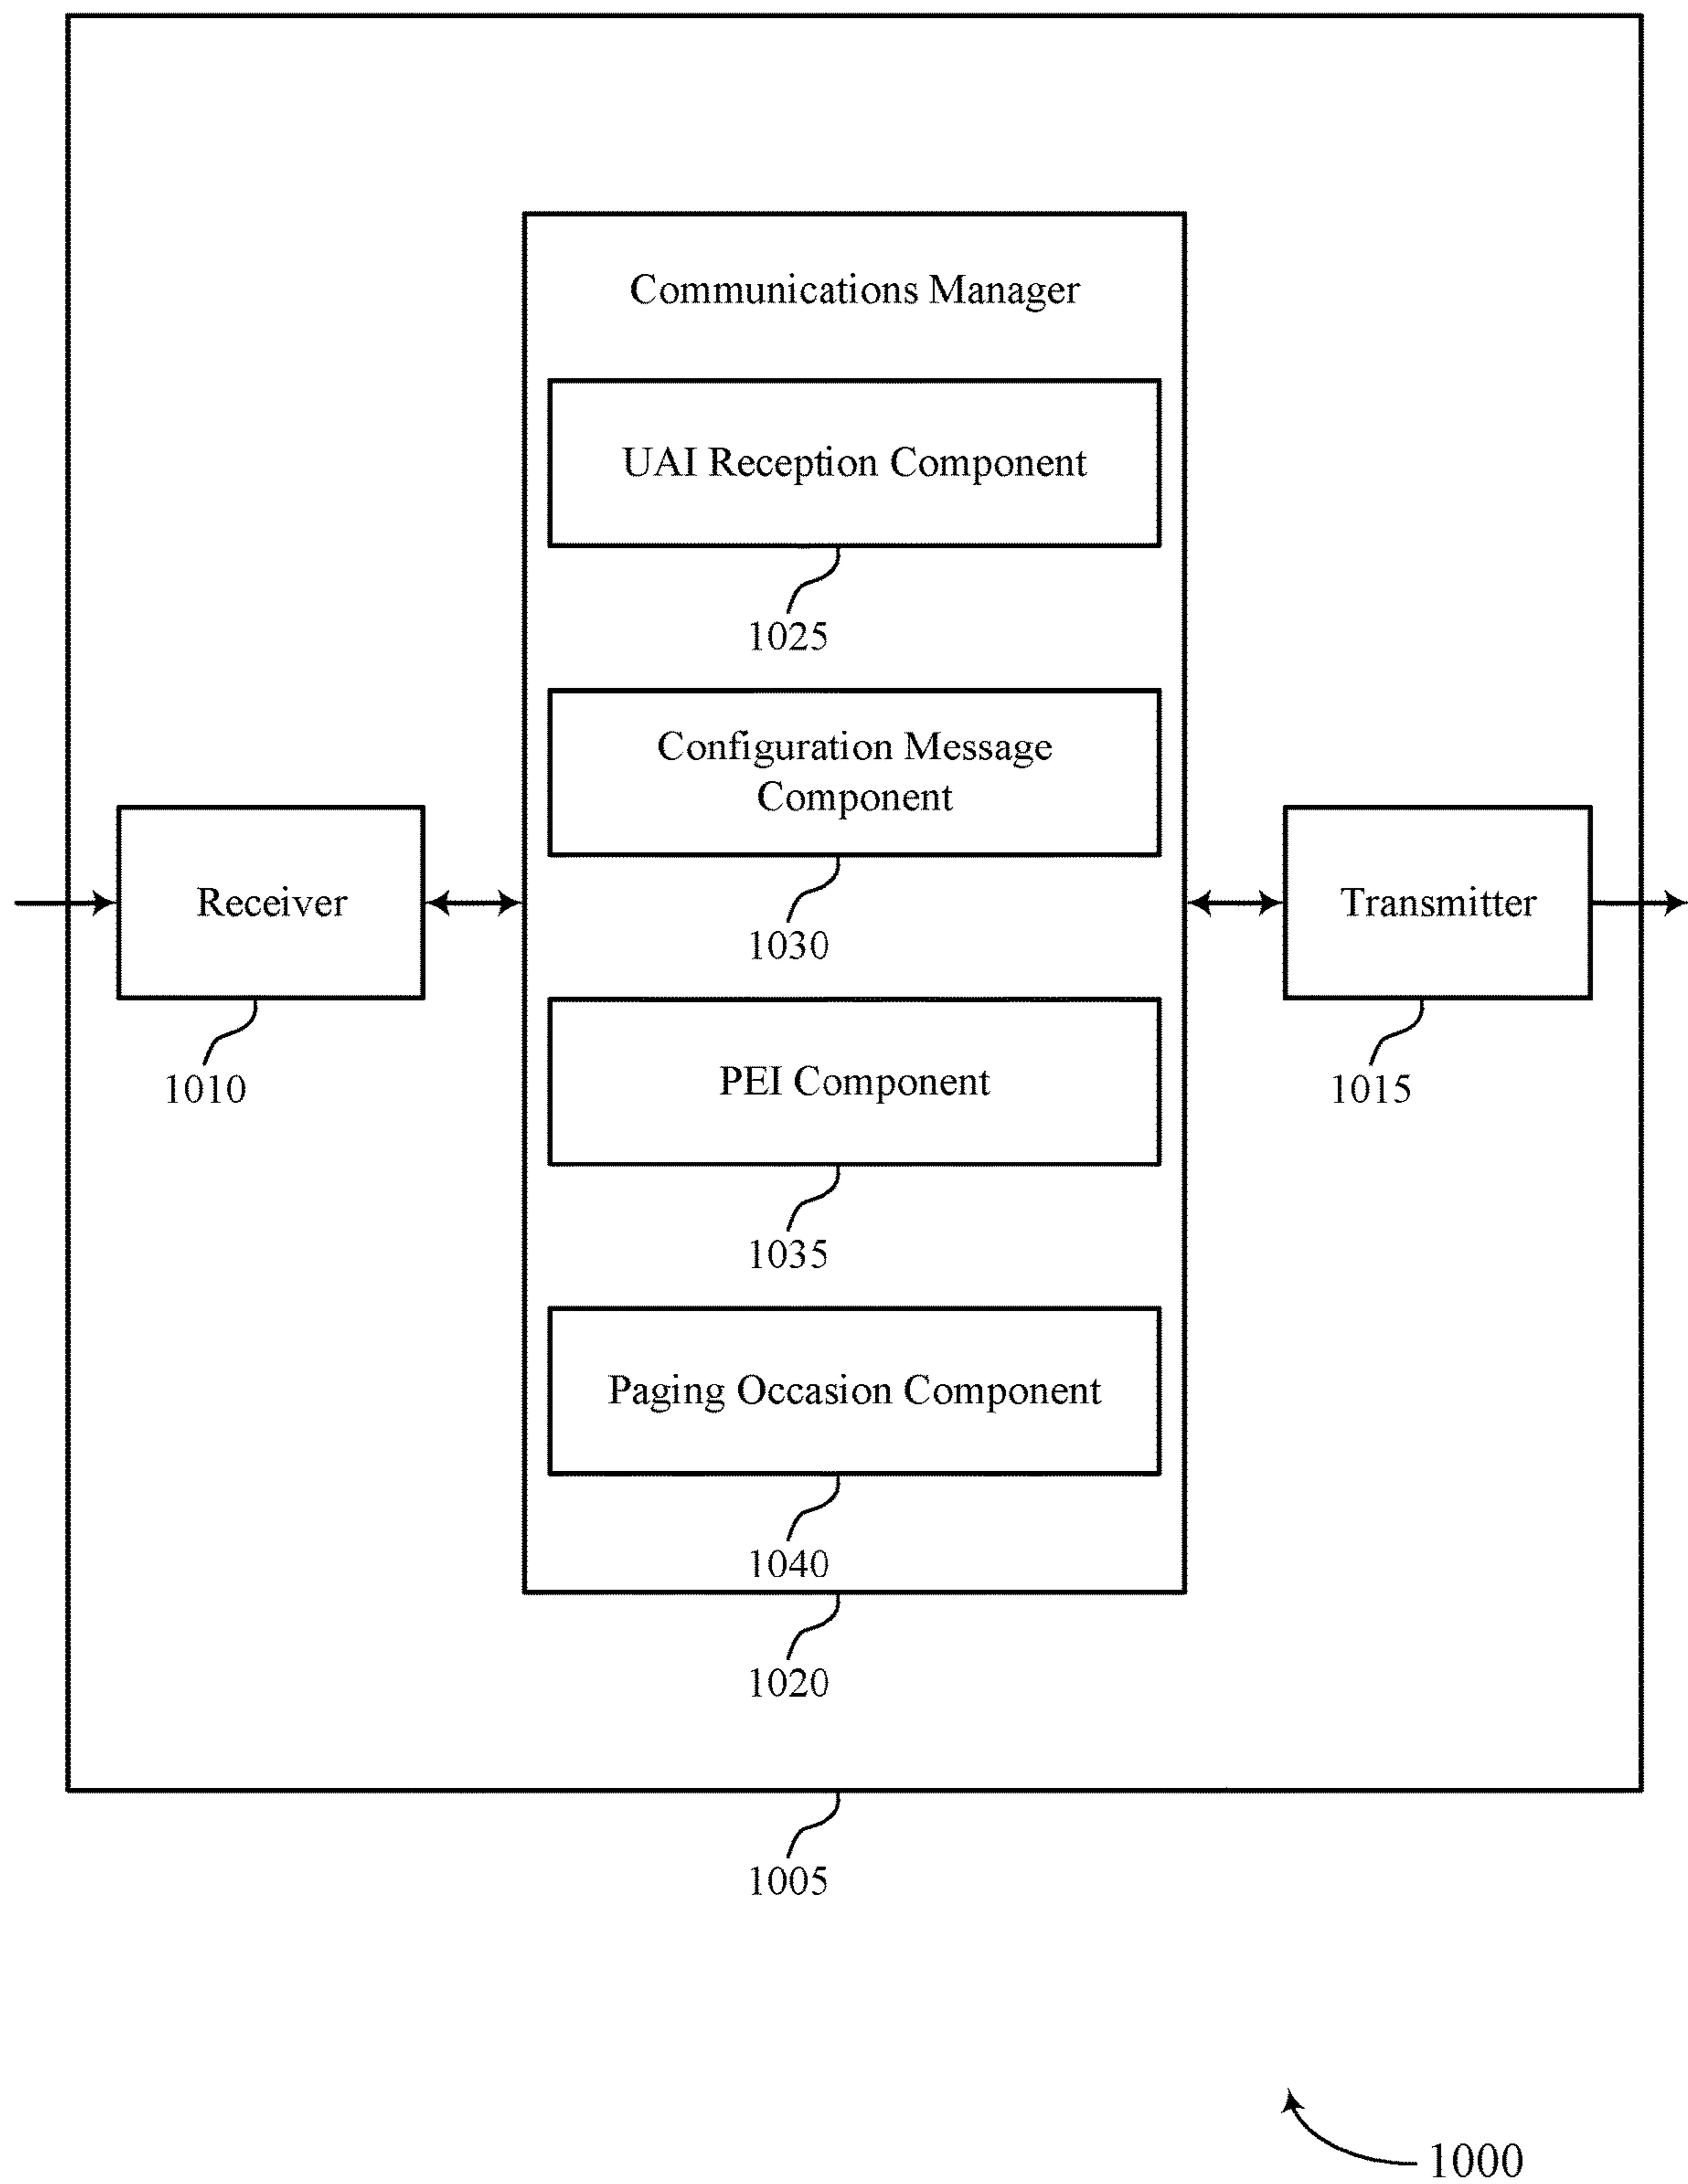 Communications Manager
UAI Reception Component
1025
Configuration Message
Component
1030
Receiver
1010
Transmitter
1015
PEI Component
1035
Paging Occasion Component
1040
1020
1005
1000